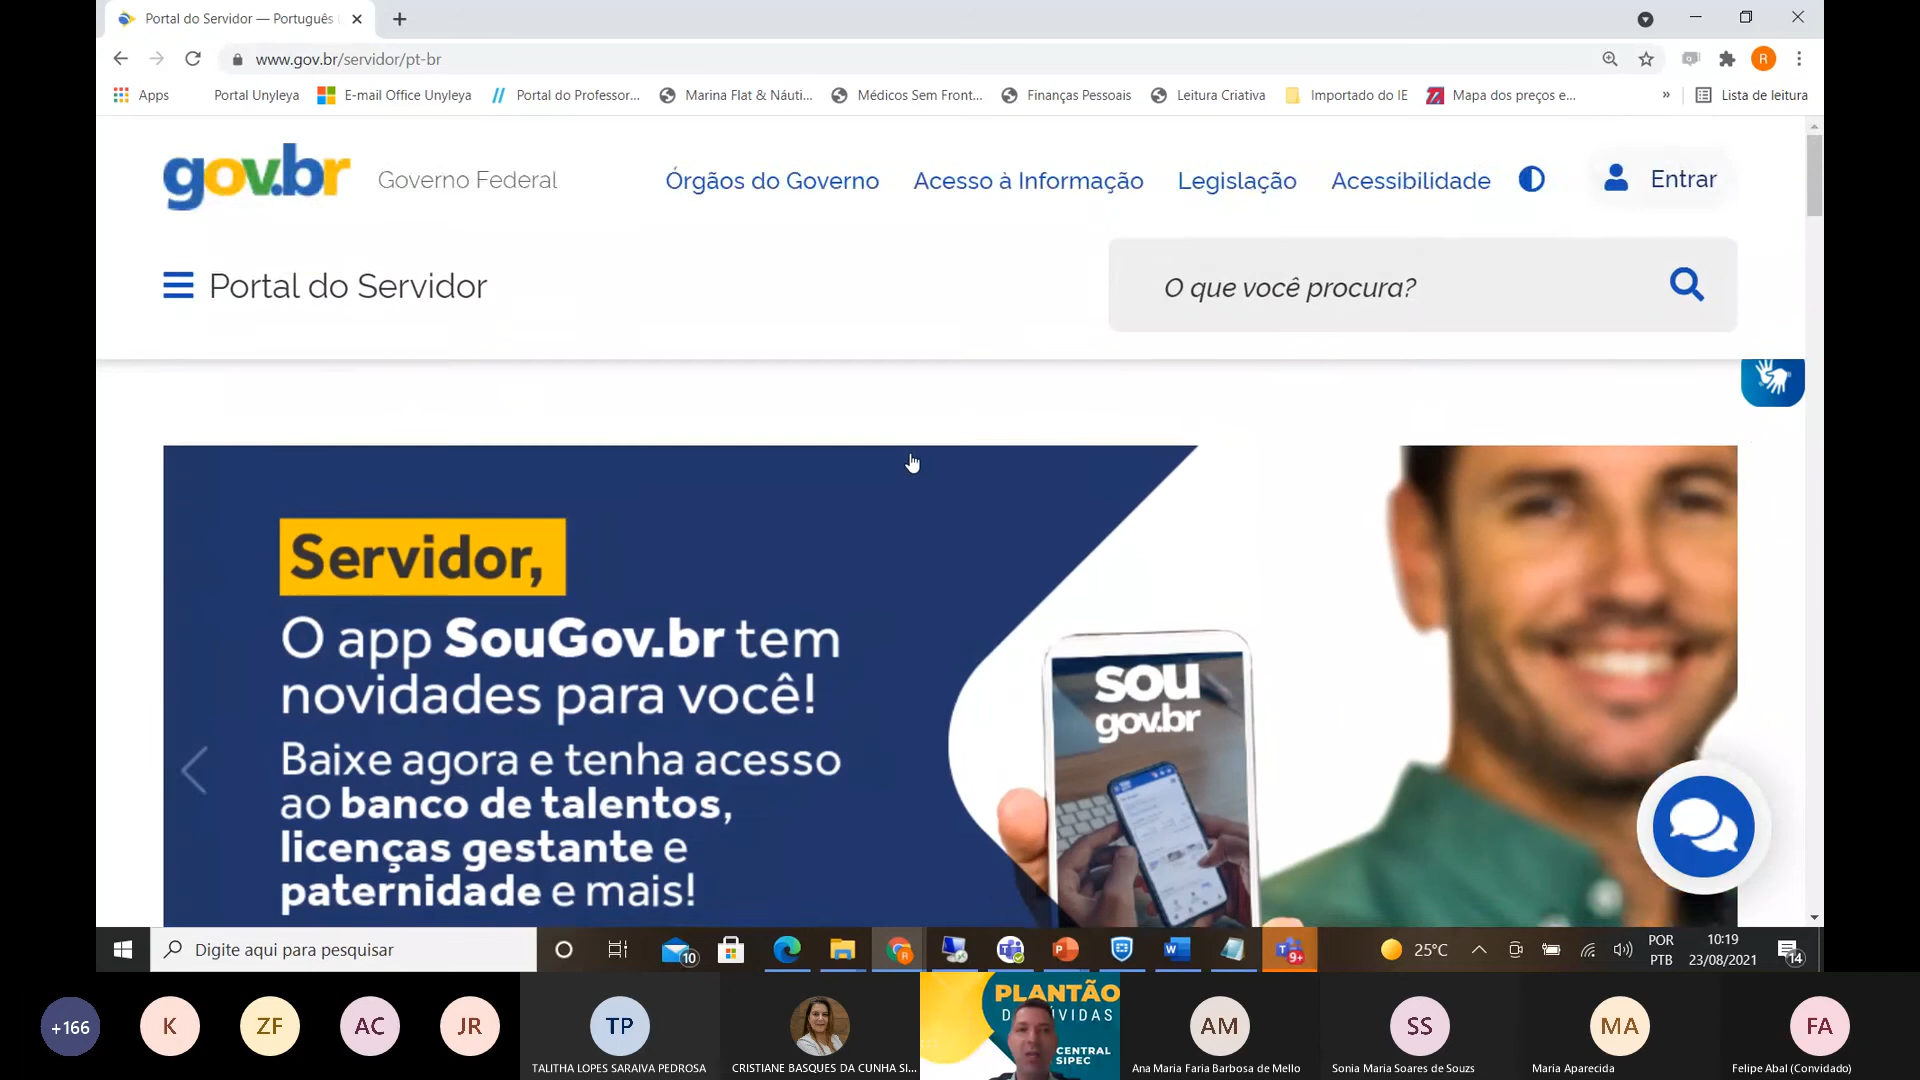 Portal do Servidor — Português
www.gov.br/servidor/pt-br
R
Apps
Portal Unyleya
E-mail Office Unyleya
Portal do Professor...
Marina Flat & Náuti...
Médicos Sem Front...
Finanças Pessoais
Leitura Criativa
Importado do IE
Mapa dos preços e...
»
Lista de leitura
gov.br
Governo Federal
Órgãos do Governo
Acesso à Informação
Legislação
Acessibilidade
Entrar
Portal do Servidor
O que você procura?
Servidor,
O app SouGov.br tem
novidades para você!
Baixe agora e tenha acesso
ao banco de talentos,
licenças gestante e
paternidade e mais!
sou
gov.br
Digite aqui para pesquisar
10
R
9+
25°C
POR
PTB
10:19
23/08/2021
14
+166
K
ZF
AC
JR
TP
TALITHA LOPES SARAIVA PEDROSA
CRISTIANE BASQUES DA CUNHA SI...
PLANTÃO
CENTRAL
SIPEC
AM
Ana Maria Faria Barbosa de Mello
SS
Sonia Maria Soares de Souzs
MA
Maria Aparecida
FA
Felipe Abal (Convidado)